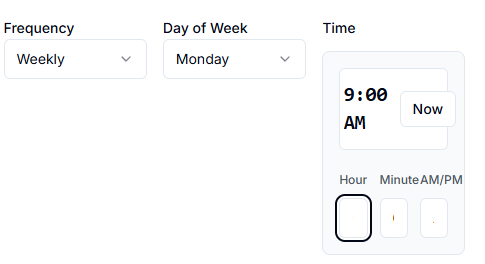 Frequency
Day of Week
Time
Weekly
Monday
9:00
AM
Now
Hour
Minute
AM/PM